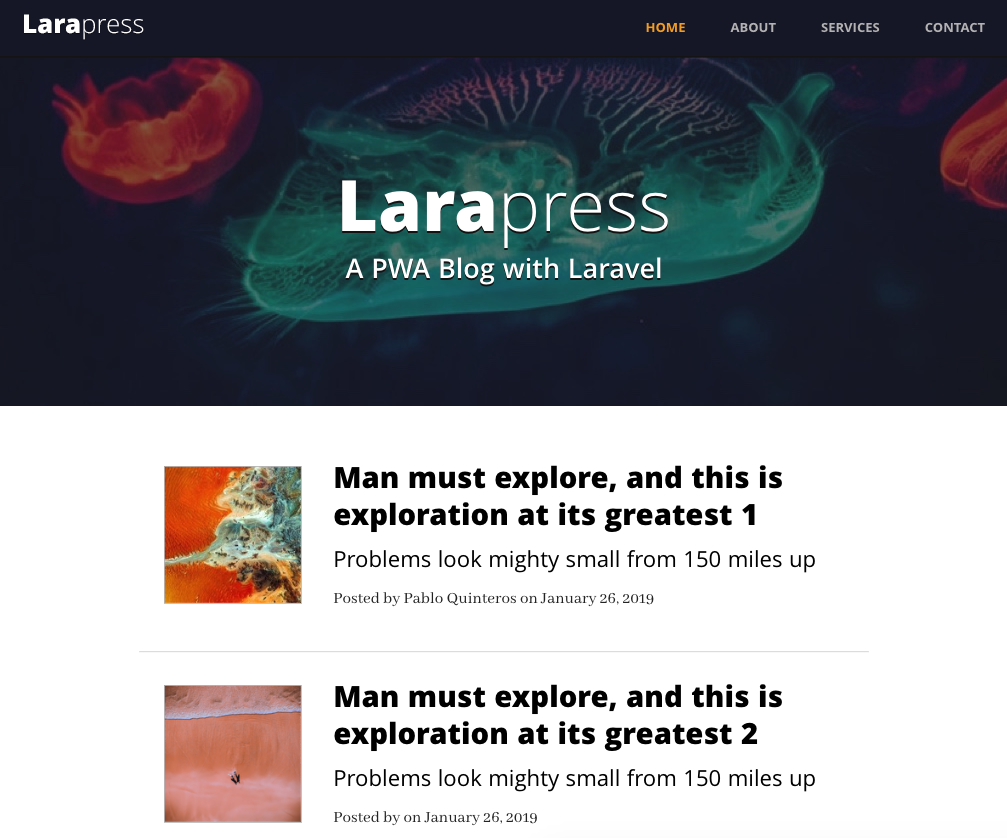 Larapress
HOME ABOUT SERVICES CONTACT
Larapress
A PWA Blog with Laravel
Man must explore, and this is
exploration at its greatest 1
Problems look mighty small from 150 miles up
Posted by Pablo Quinteros on January 26, 2019
Man must explore, and this is
exploration at its greatest 2
Problems look mighty small from 150 miles up
Posted by on January 26, 2019